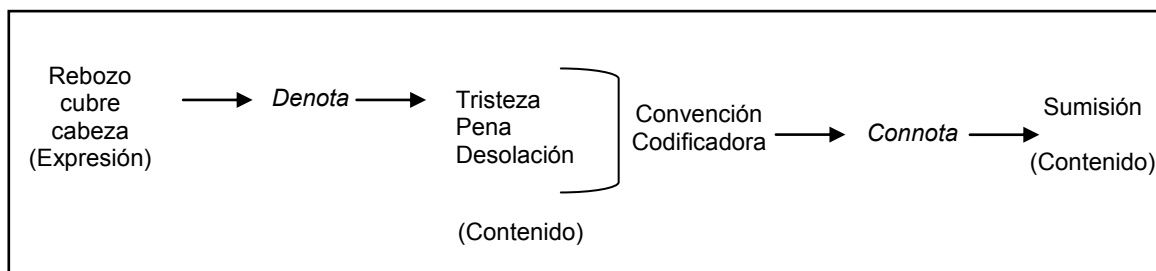 Rebozo
cubre
cabeza
(Expresión)
Denota
Tristeza
Pena
Desolación
(Contenido)
Convención
Codificadora
Connota
Sumisión
(Contenido)